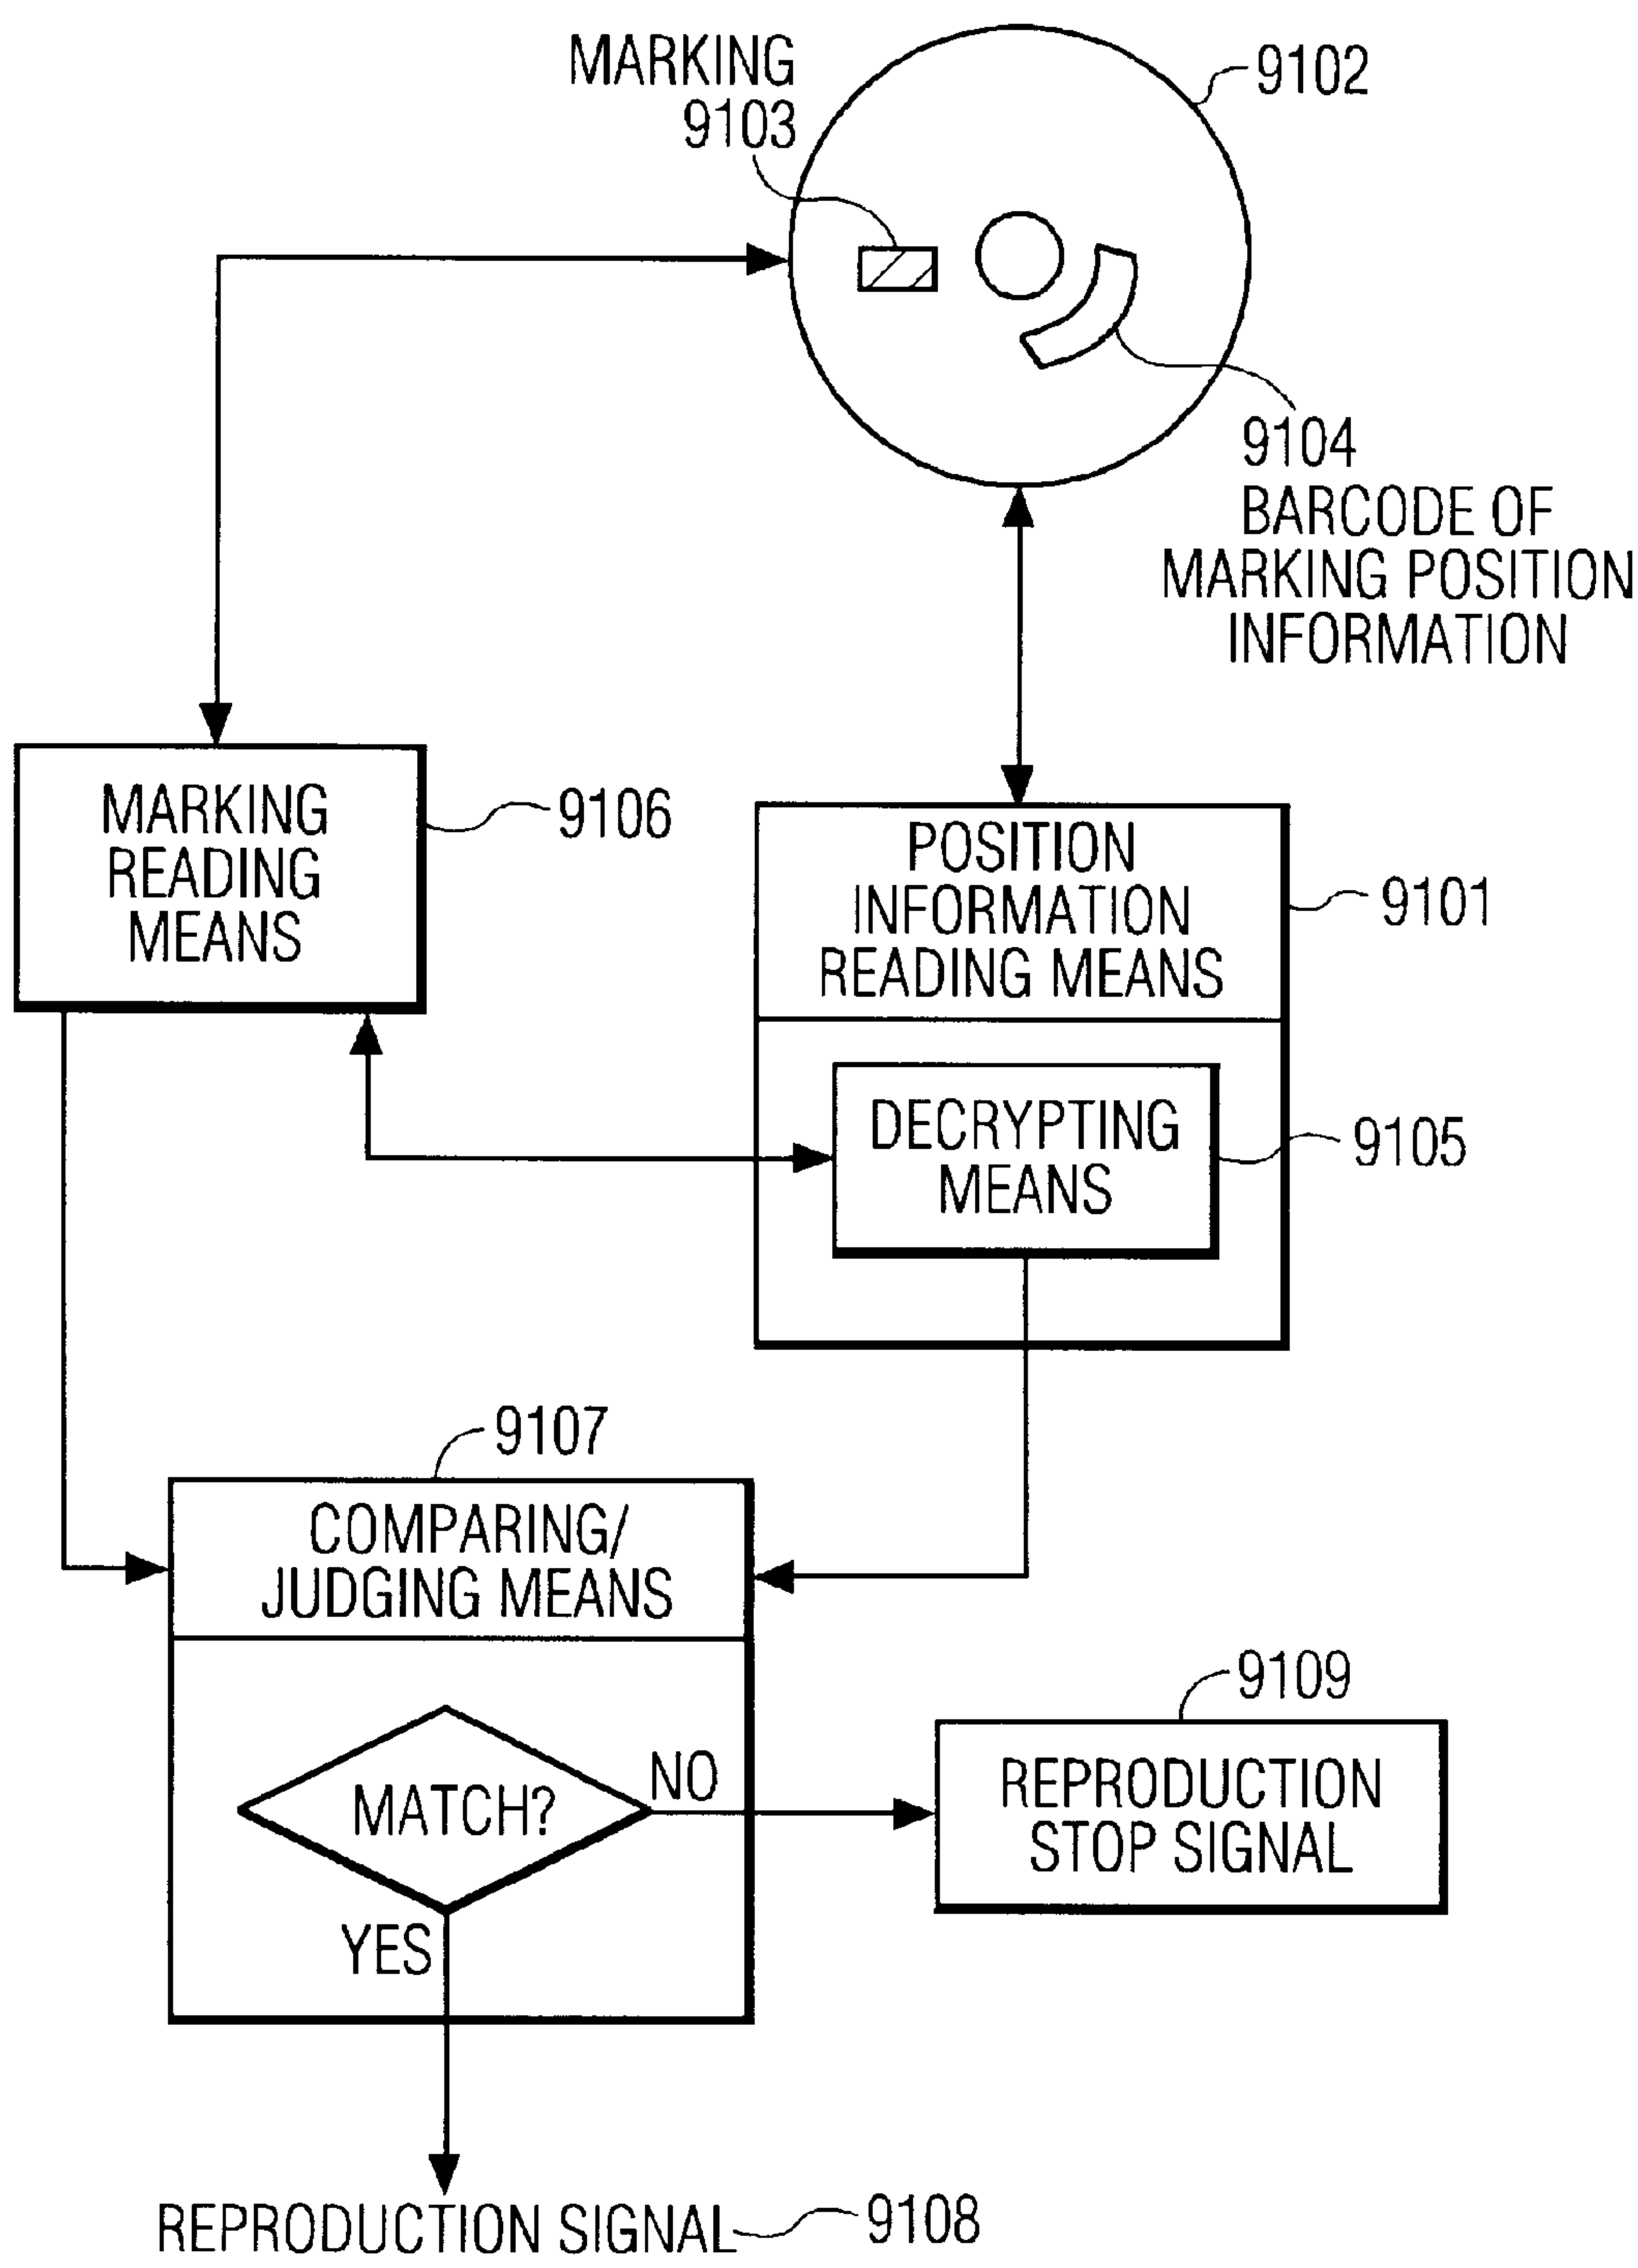 MARKING
9103
9102
9104
BARCODE OF
MARKING POSITION
INFORMATION
MARKING
READING
MEANS
9106
POSITION
INFORMATION
READING MEANS
9101
DECRYPTING
MEANS
9105
9107
COMPARING/
JUDGING MEANS
MATCH?
NO
YES
9109
REPRODUCTION
STOP SIGNAL
REPRODUCTION SIGNAL
9108